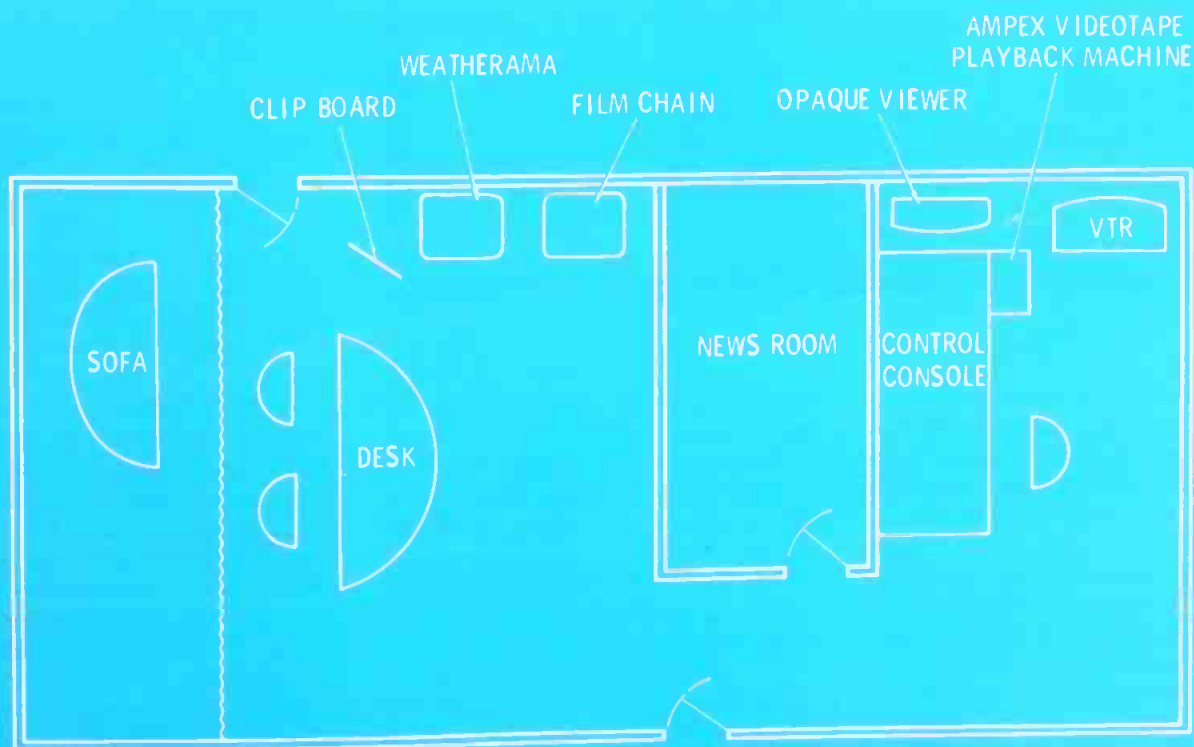 AMPEX VIDEOTAPE
PLAYBACK MACHINE
WEATHERAMA
CLIP BOARD
FILM CHAIN
OPAQUE VIEWER
VTR
SOFA
NEWS ROOM
CONTROL
CONSOLE
DESK